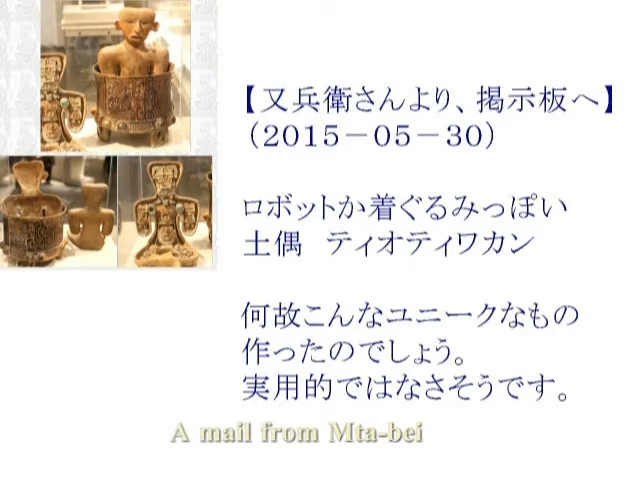 【又兵衛さんより、掲示板へ】
（2015－05－30）
ロボットか着ぐるみっぽい
土偶　ティオティワカン
何故こんなユニークなもの
作ったのでしょう。
実用的ではなさそうです。
A mail from Mta-bei